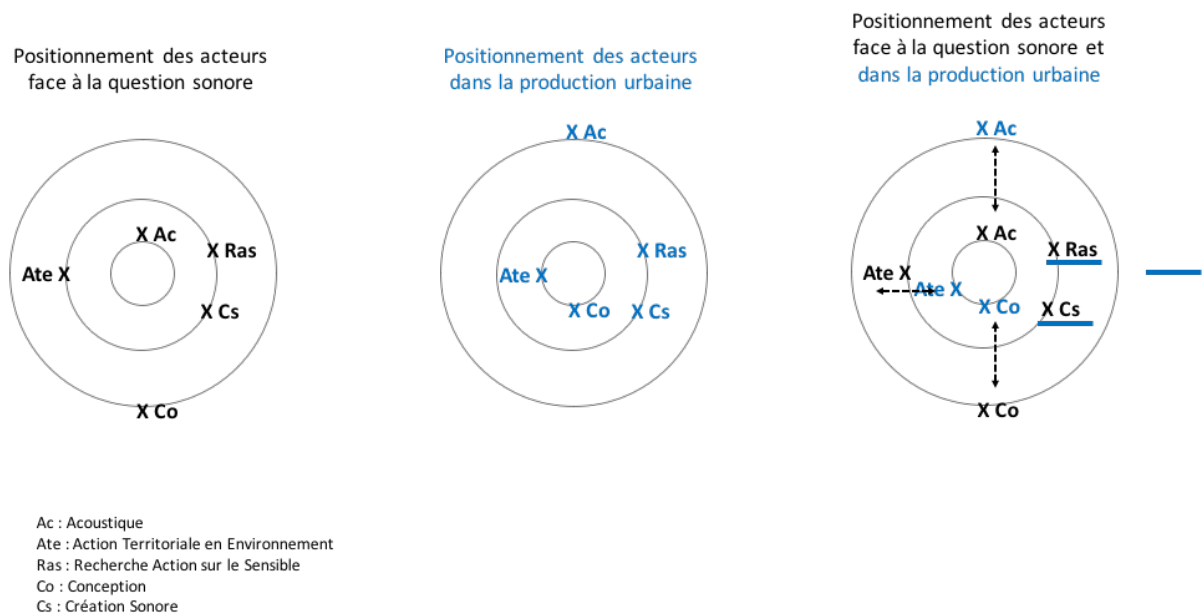 Positionnement des acteurs
face à la question sonore
X Ac
X Ras
Ate X
X Cs
X Co
Positionnement des acteurs
dans la production urbaine
X Ac
X Ras
Ate X
X Co
X Cs
Positionnement des acteurs
face à la question sonore et
dans la production urbaine
X Ac
X Ac
X Ras
Ate X
Ate X
X Co
X Cs
X Co
Ac : Acoustique
Ate : Action Territoriale en Environnement
Ras : Recherche Action sur le Sensible
Co : Conception
Cs : Création Sonore